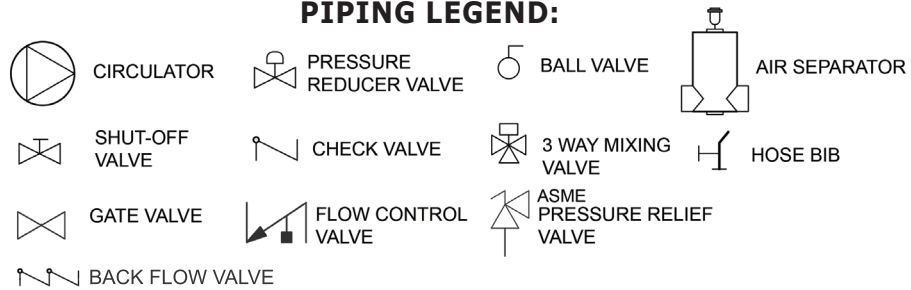 PIPING LEGEND:
CIRCULATOR
PRESSURE
REDUCER VALVE
BALL VALVE
AIR SEPARATOR
SHUT-OFF
VALVE
CHECK VALVE
3 WAY MIXING
VALVE
HOSE BIB
GATE VALVE
FLOW CONTROL
VALVE
ASME
PRESSURE RELIEF
VALVE
BACK FLOW VALVE